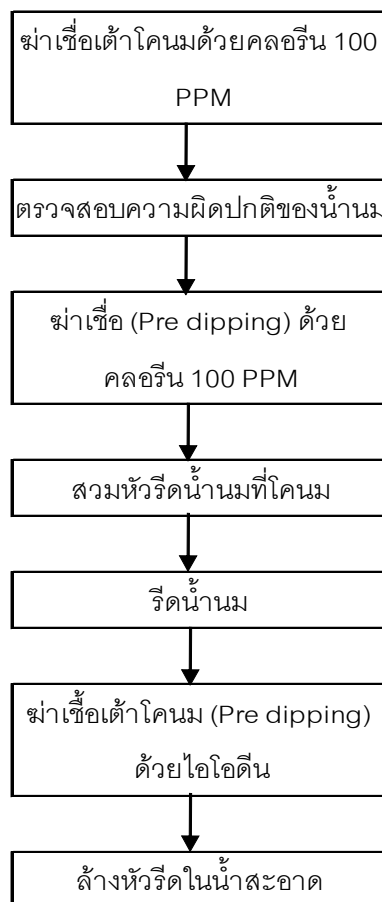 ฆ่าเชื่อเต้าโคนมด้วยคลอรีน 100
PPM
ตรวจสอบความผิดปกติของน้ำนม
ฆ่าเชื่อ (Pre dipping) ด้วย
คลอรีน 100 PPM
สวมหัวรีดน้ำนมที่โคนม
รีดน้ำนม
ฆ่าเชื้อเต้าโคนม (Pre dipping)
ด้วยไอโอดีน
ล้างหัวรีดในน้ำสะอาด